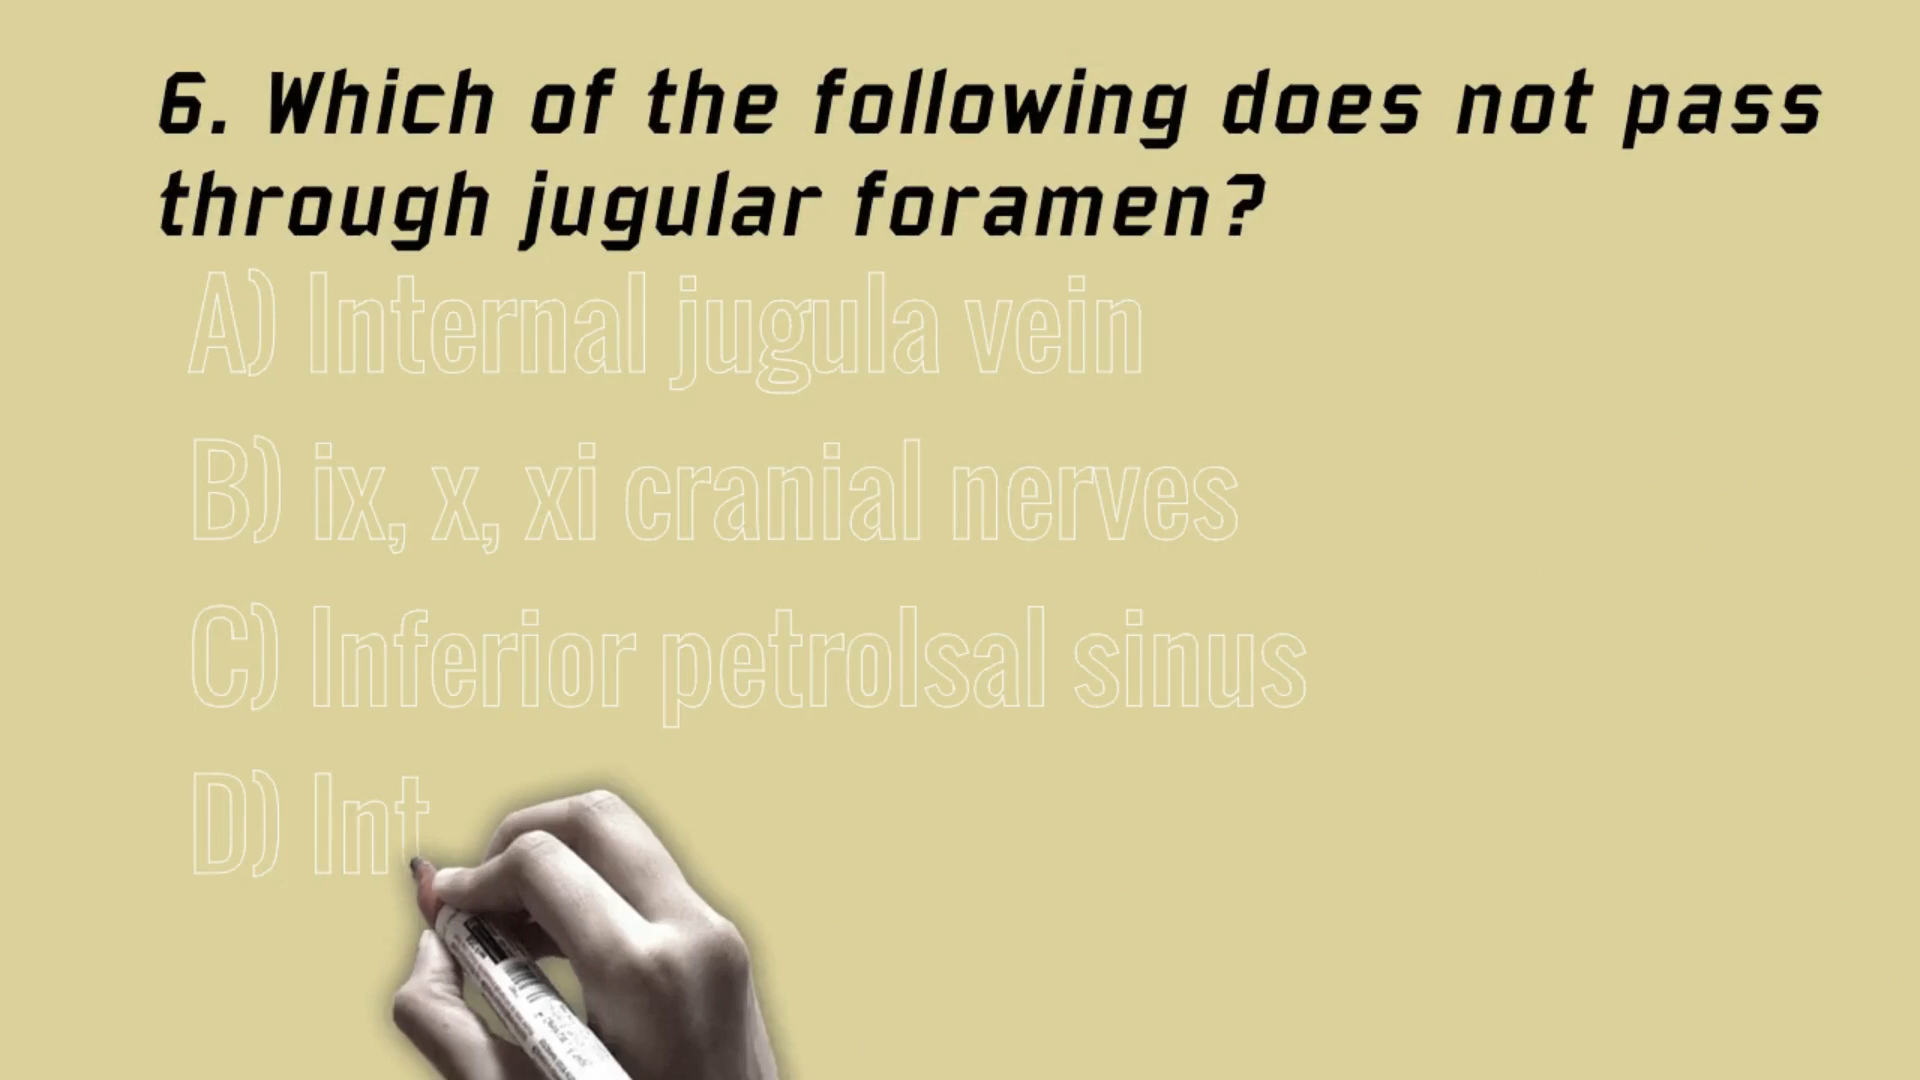 6. Which of the following does not pass
through jugular foramen?
A) Internal jugula vein
B) ix, x, xi cranial nerves
C) Inferior petrolsal sinus
D) Int